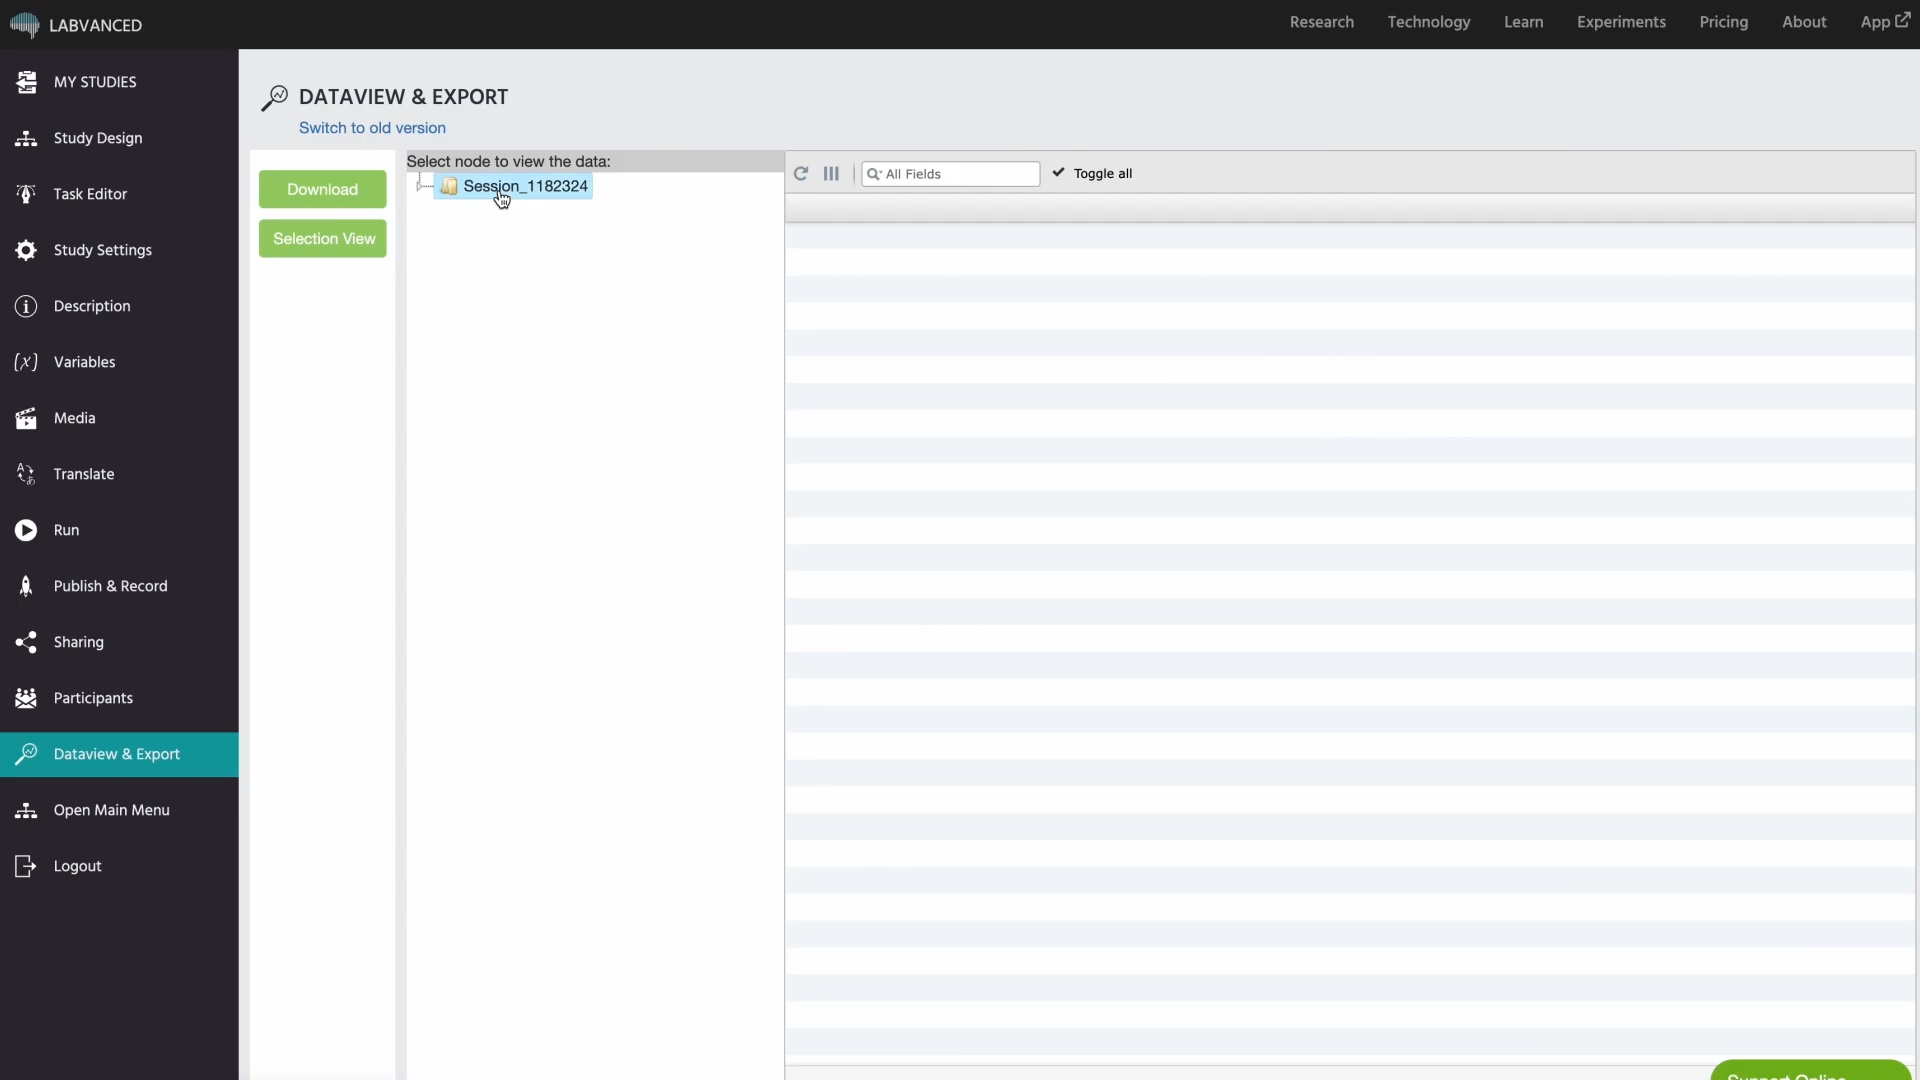 LABVANCED
Research Technology Learn Experiments Pricing About App
MY STUDIES
Study Design
Task Editor
Study Settings
Description
Variables
Media
Translate
Run
Publish & Record
Sharing
Participants
Dataview & Export
Open Main Menu
Logout
DATAVIEW & EXPORT
Switch to old version
Download
Selection View
Select node to view the data:
Session_1182324
All Fields
Toggle all
Support Online